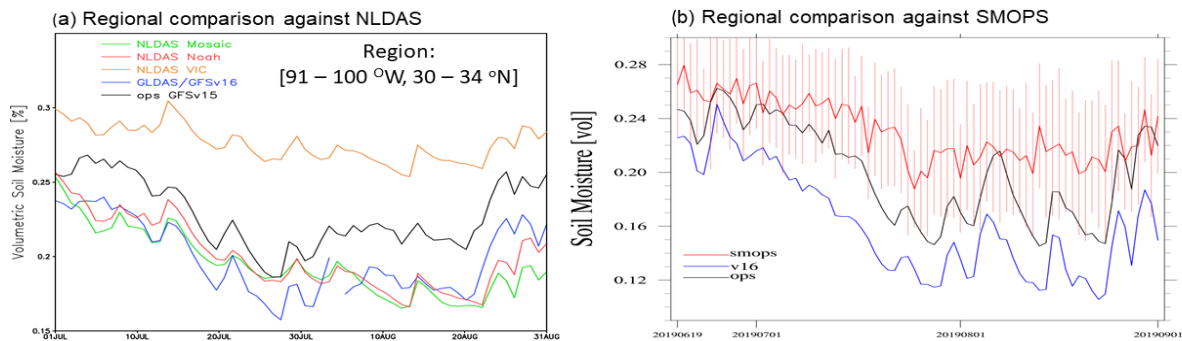 (a) Regional comparison against NLDAS
NLDAS Mosaic
NLDAS Noah
NLDAS VIC
GLDAS/GFSv16
ops GFSv15
Region:
[91 – 100 ᴼW, 30 – 34 ᵒN]
Volumetric Soil Moisture [%]
0.3
0.25
0.2
0.15
01JUL
10JUL
20JUL
30JUL
10AUG
20AUG
31AUG
(b) Regional comparison against SMOPS
Soil Moisture [vol]
0.28
0.24
0.20
0.16
0.12
smops
v16
ops
20190619
20190701
20190801
20190901